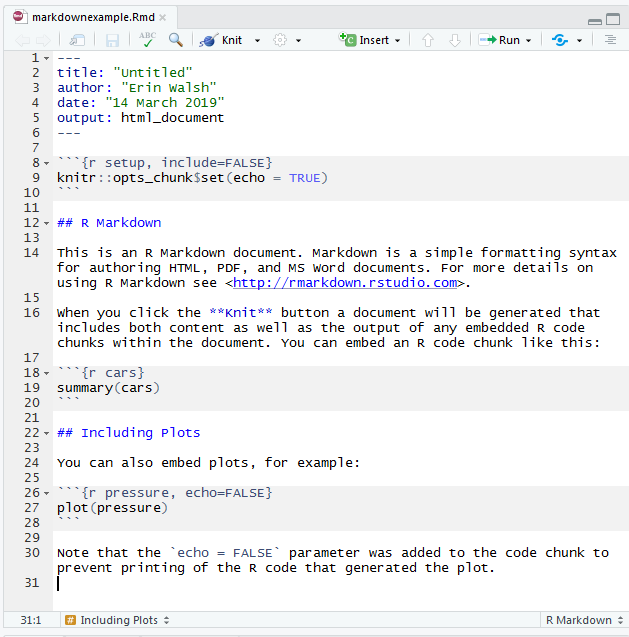 markdownexample.Rmd
ABC Knit Insert Run
1 ---
2 title: "Untitled"
3 author: "Erin Walsh"
4 date: "14 March 2019"
5 output: html_document
6 ---
7
8 ```{r setup, include=FALSE}
9 knitr::opts_chunk$set(echo = TRUE)
10 ```
11
12 ## R Markdown
13
14 This is an R Markdown document. Markdown is a simple formatting syntax
for authoring HTML, PDF, and MS Word documents. For more details on
using R Markdown see <http://rmarkdown.rstudio.com>.
15
16 When you click the **Knit** button a document will be generated that
includes both content as well as the output of any embedded R code
chunks within the document. You can embed an R code chunk like this:
17
18 ```{r cars}
19 summary(cars)
20 ```
21
22 ## Including Plots
23
24 You can also embed plots, for example:
25
26 ```{r pressure, echo=FALSE}
27 plot(pressure)
28 ```
29
30 Note that the `echo = FALSE` parameter was added to the code chunk to
prevent printing of the R code that generated the plot.
31
31:1 # Including Plots R Markdown